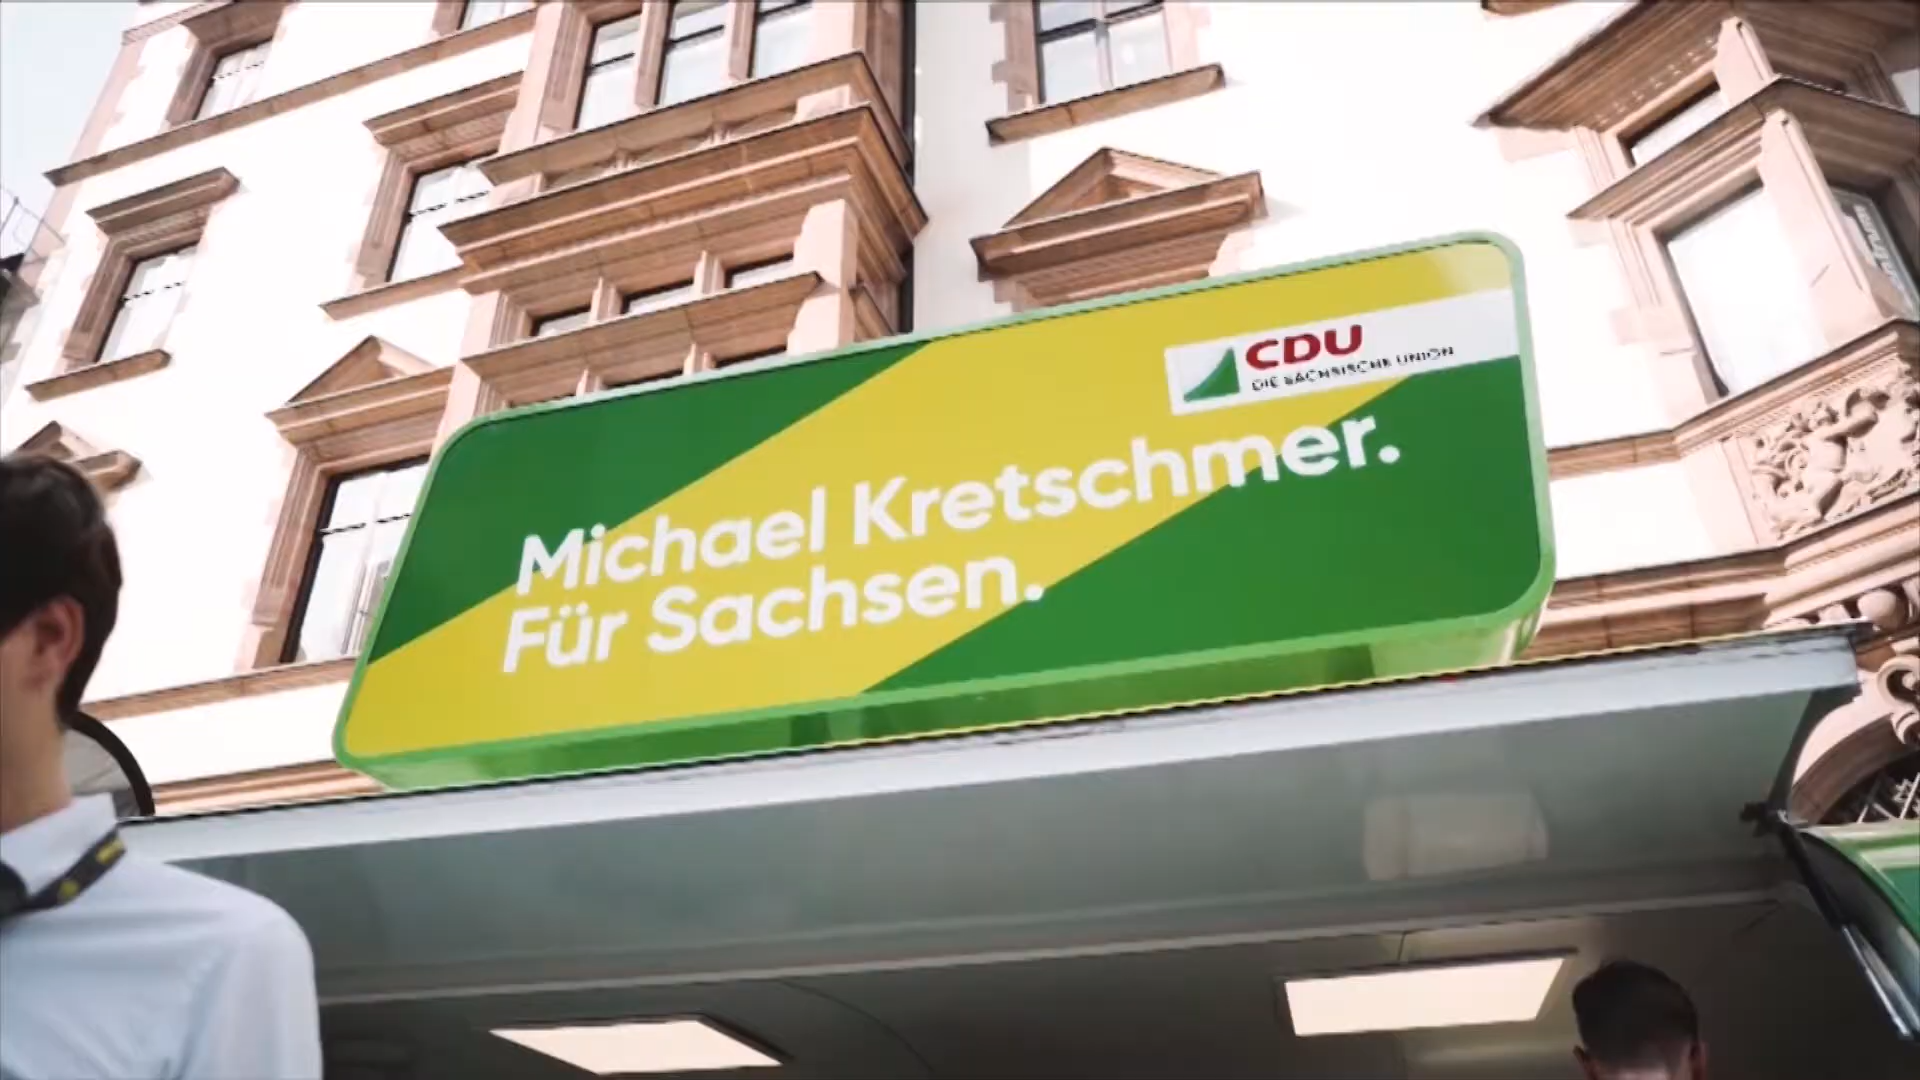 CDU
DIE SÄCHSISCHE UNION
Michael Kretschmer.
Für Sachsen.